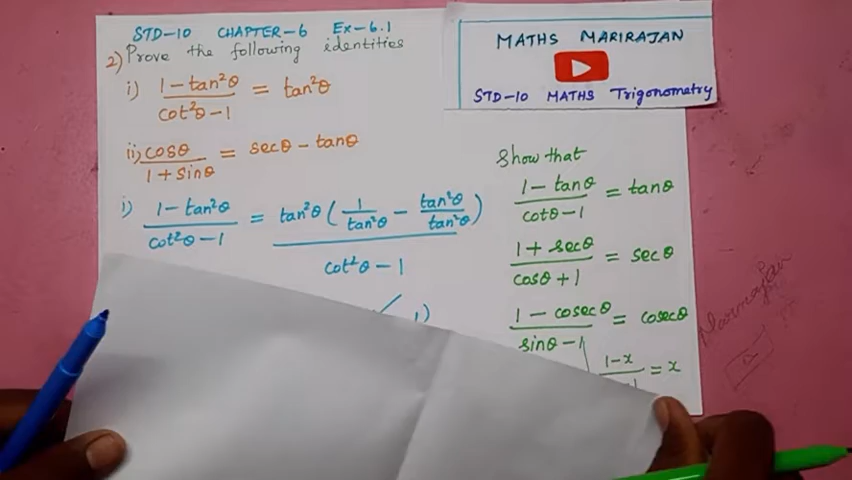 STD-10 CHAPTER-6 Ex-6.1
2) Prove the following identities
i) 1-tan²θ / cot²θ-1 = tan²θ
ii) cosθ / 1+sinθ = secθ - tanθ
i) 1-tan²θ / cot²θ-1 = tan²θ (1/tan²θ - tan²θ/tan²θ) / cot²θ-1
1)
MATHS MARIRAJAN
STD-10 MATHS Trigonometry
Show that
1-tanθ / cotθ-1 = tanθ
1+secθ / cosθ+1 = secθ
1-cosecθ / sinθ-1 = cosecθ
1-x = x